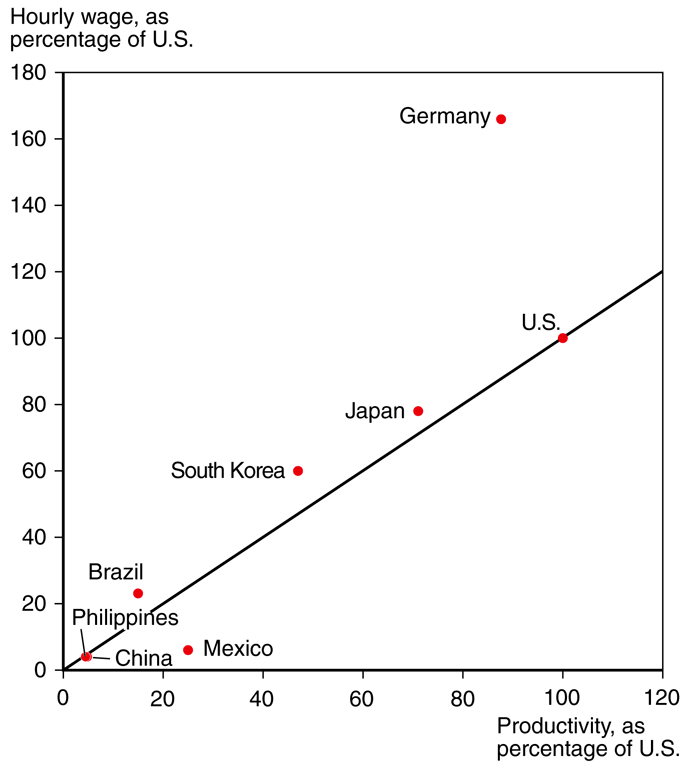 Hourly wage, as
percentage of U.S.
180
160
140
120
100
80
60
40
20
0
Germany
U.S.
Japan
South Korea
Brazil
Philippines
Mexico
China
0
20
40
60
80
100
120
Productivity, as
percentage of U.S.